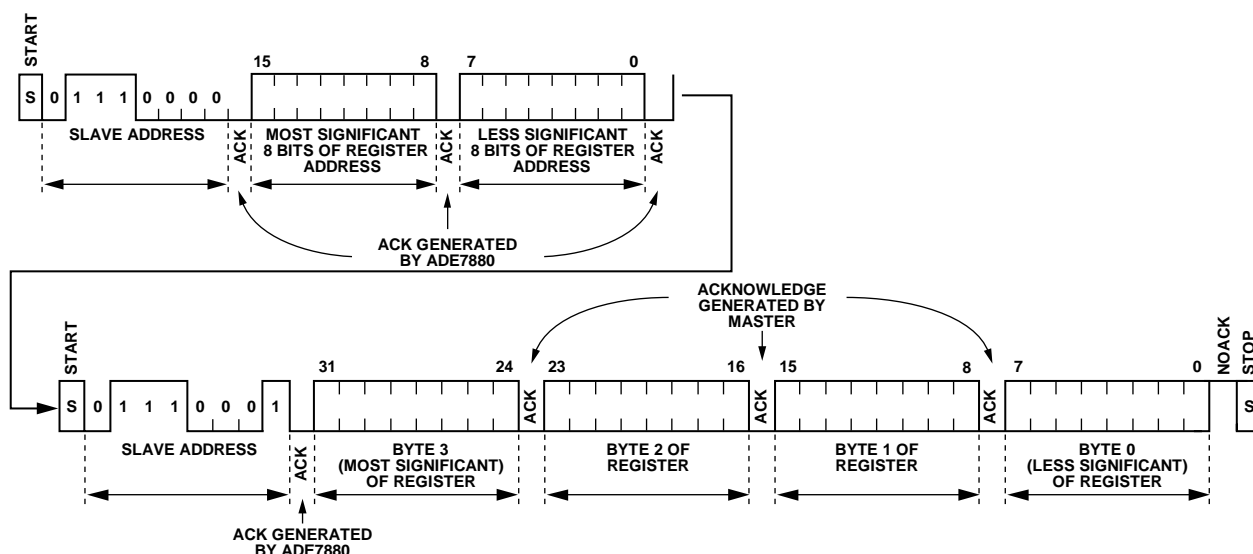 START
15 8 7 0
S 0 1 1 1 0 0 0 0
SLAVE ADDRESS
ACK
MOST SIGNIFICANT
8 BITS OF REGISTER
ADDRESS
ACK
LESS SIGNIFICANT
8 BITS OF REGISTER
ADDRESS
ACK
ACK GENERATED
BY ADE7880
ACKNOWLEDGE
GENERATED BY
MASTER
START
31 24 23 16 15 8 7 0
NOACK
STOP
S 0 1 1 1 0 0 0 1
ACK
ACK
ACK
S
SLAVE ADDRESS
ACK
BYTE 3
(MOST SIGNIFICANT)
OF REGISTER
BYTE 2 OF
REGISTER
BYTE 1 OF
REGISTER
BYTE 0
(LESS SIGNIFICANT)
OF REGISTER
ACK GENERATED
BY ADE7880